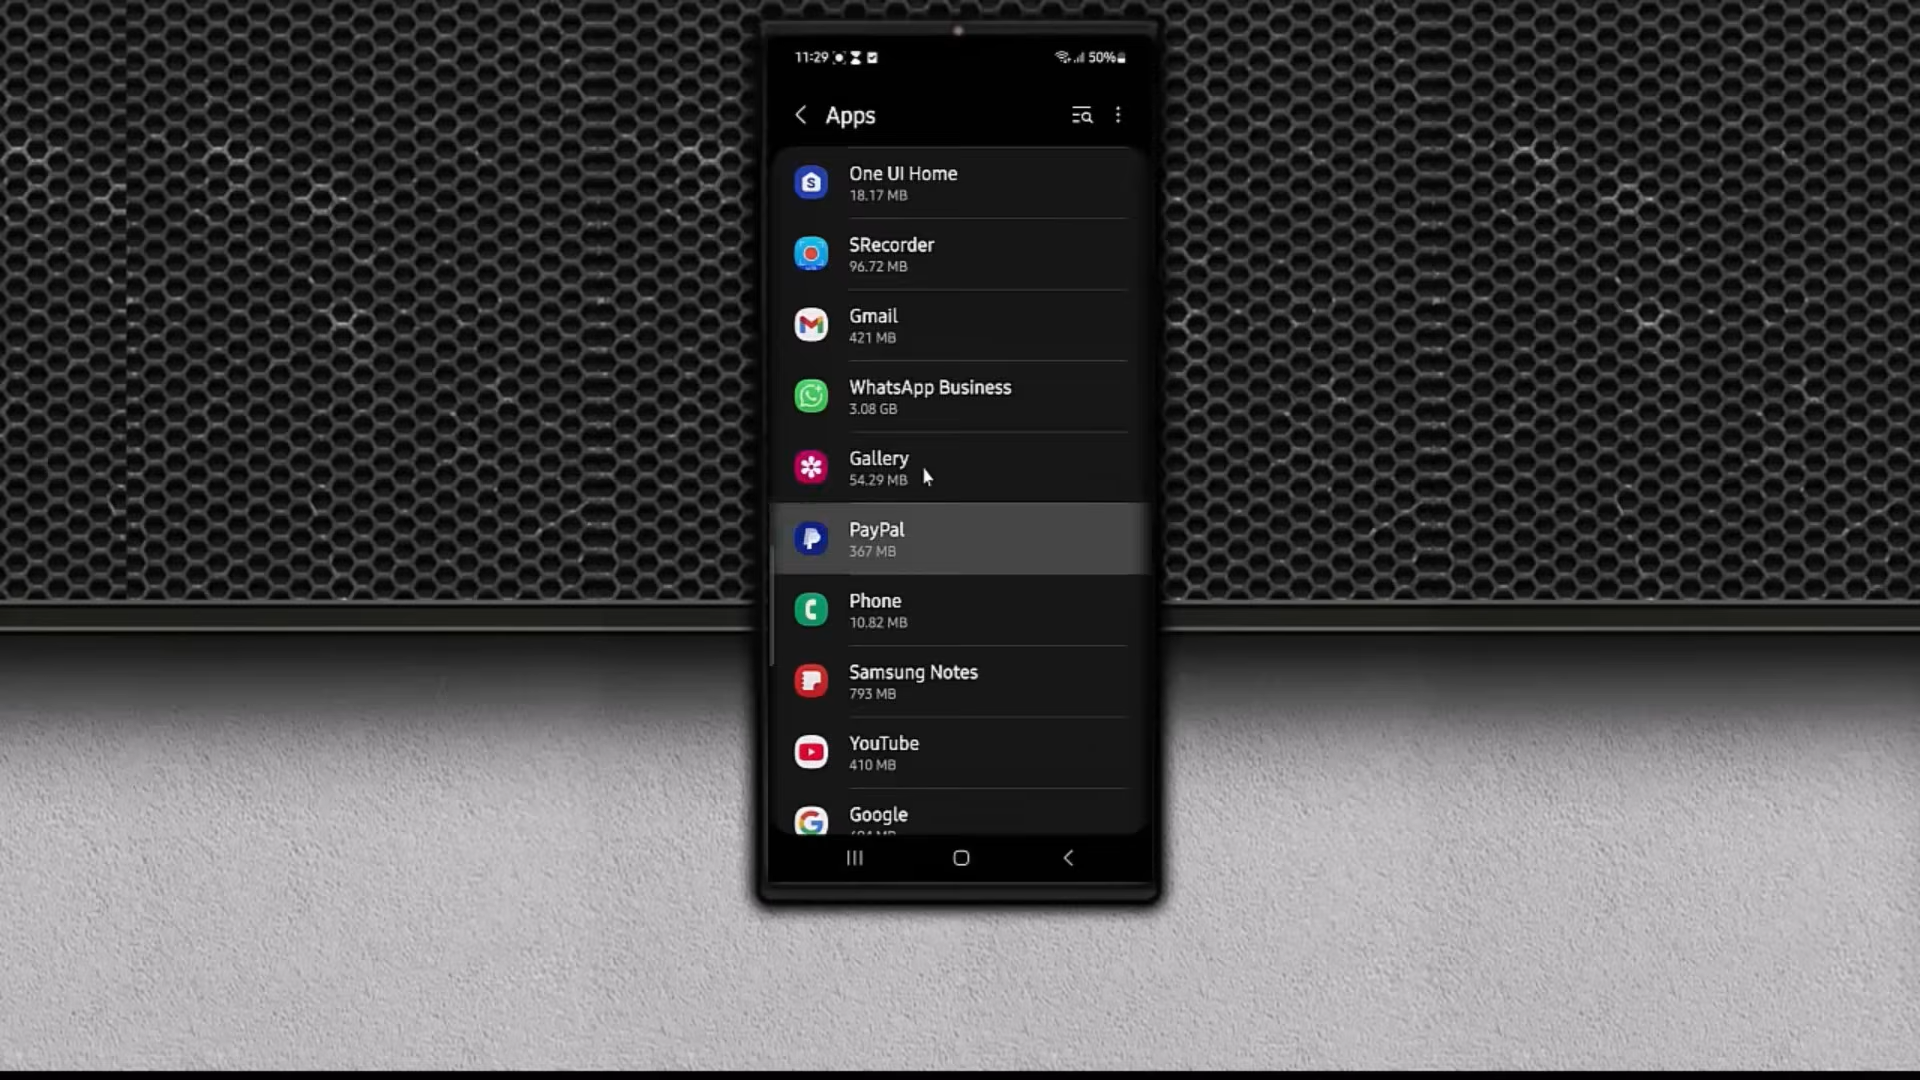 11:29
50%
Apps
One UI Home
18.17 MB
SRecorder
96.72 MB
Gmail
421 MB
WhatsApp Business
3.08 GB
Gallery
54.29 MB
PayPal
367 MB
Phone
10.82 MB
Samsung Notes
793 MB
YouTube
410 MB
Google